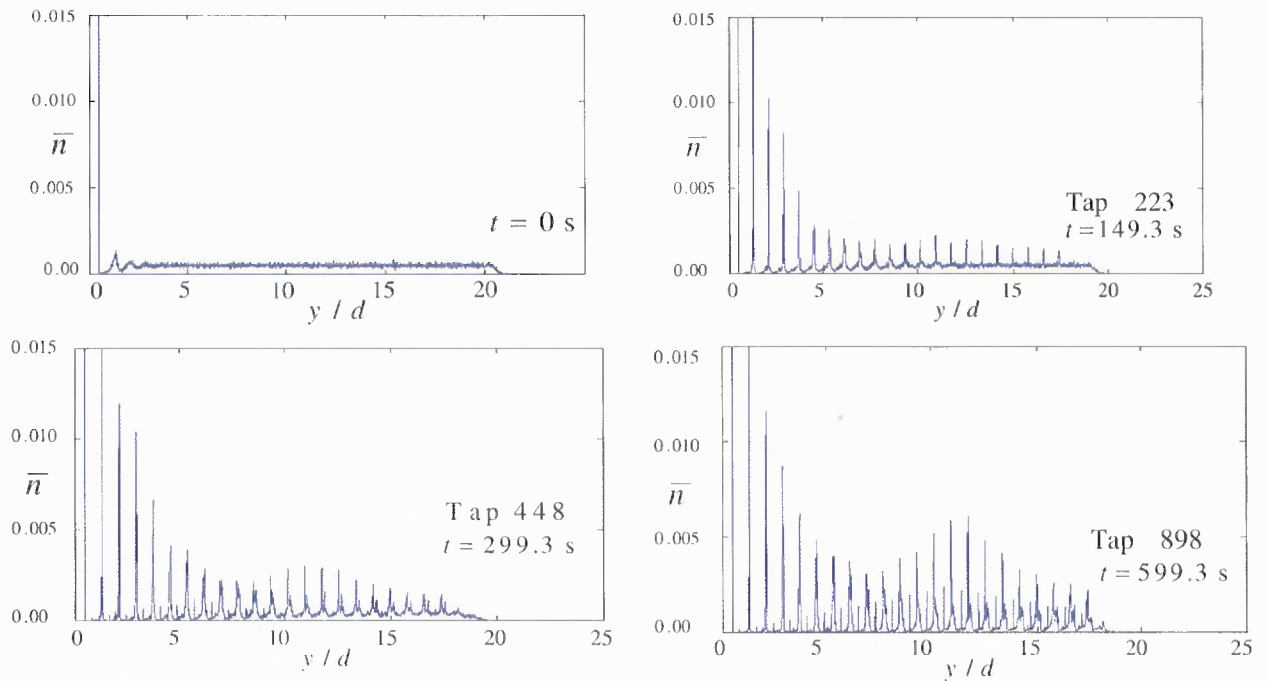 0.015
0.010
n̅
0.005
t = 0 s
0.00
0 5 10 15 20
y / d
0.015
0.010
n̅
0.005
Tap 223
t =149.3 s
0.00
0 5 10 15 20 25
y / d
0.015
0.010
n̅
0.005
Tap 448
t = 299.3 s
0.00
0 5 10 15 20 25
y / d
0.015
0.010
n̅
0.005
Tap 898
t =599.3 s
0.00
0 5 10 15 20 25
y / d